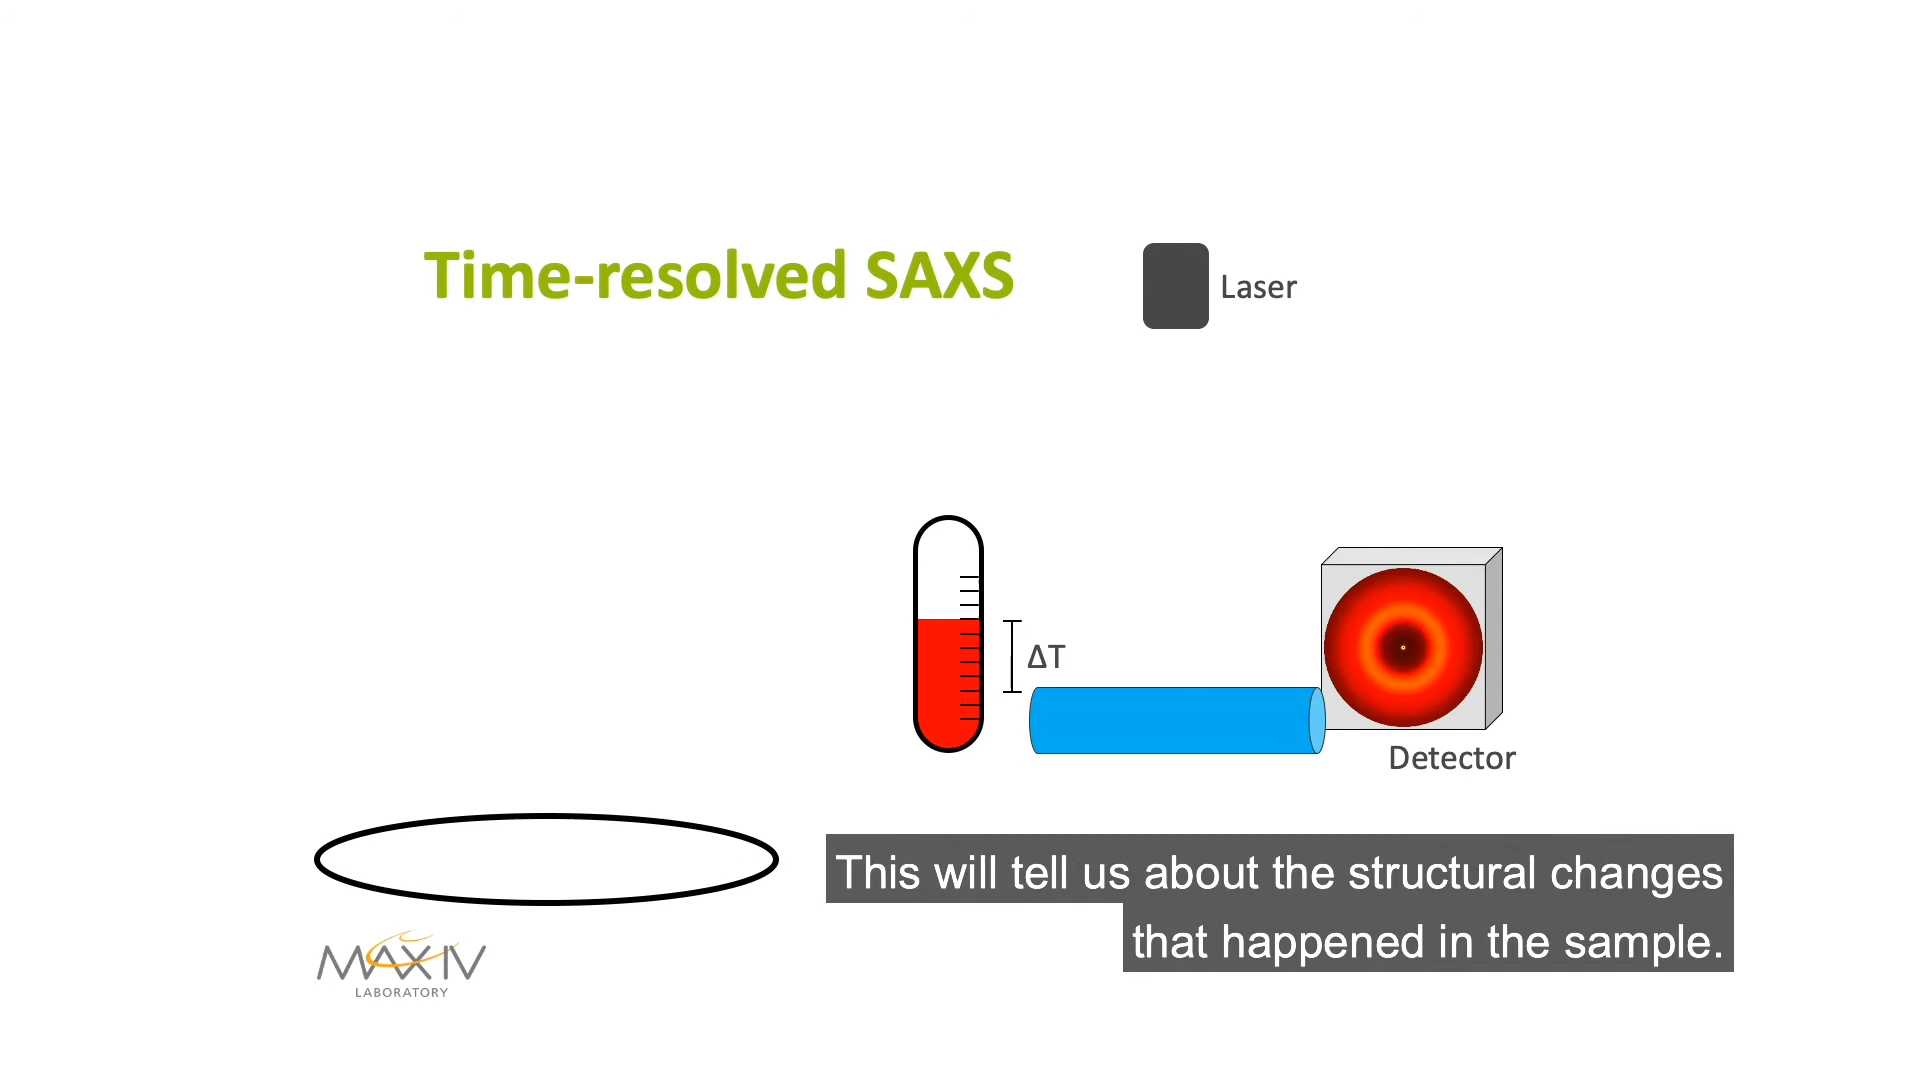 Time-resolved SAXS
Laser
ΔT
Detector
This will tell us about the structural changes
that happened in the sample.
MAX IV
LABORATORY